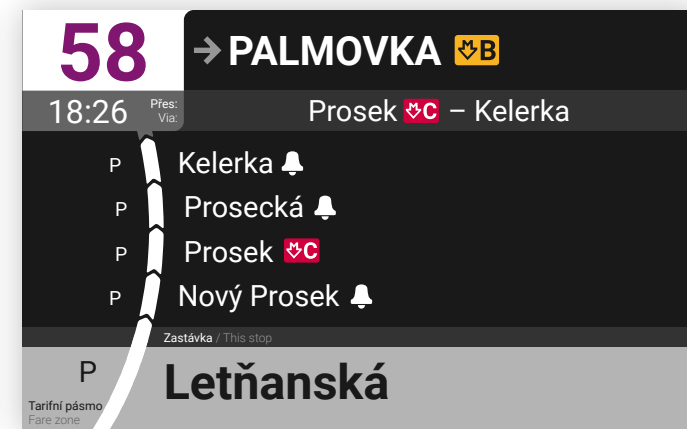 58
PALMOVKA B
18:26
Přes:
Via:
Prosek C – Kelerka
P Kelerka
P Prosecká
P Prosek C
P Nový Prosek
Zastávka / This stop
P
Letňanská
Tarifní pásmo
Fare zone